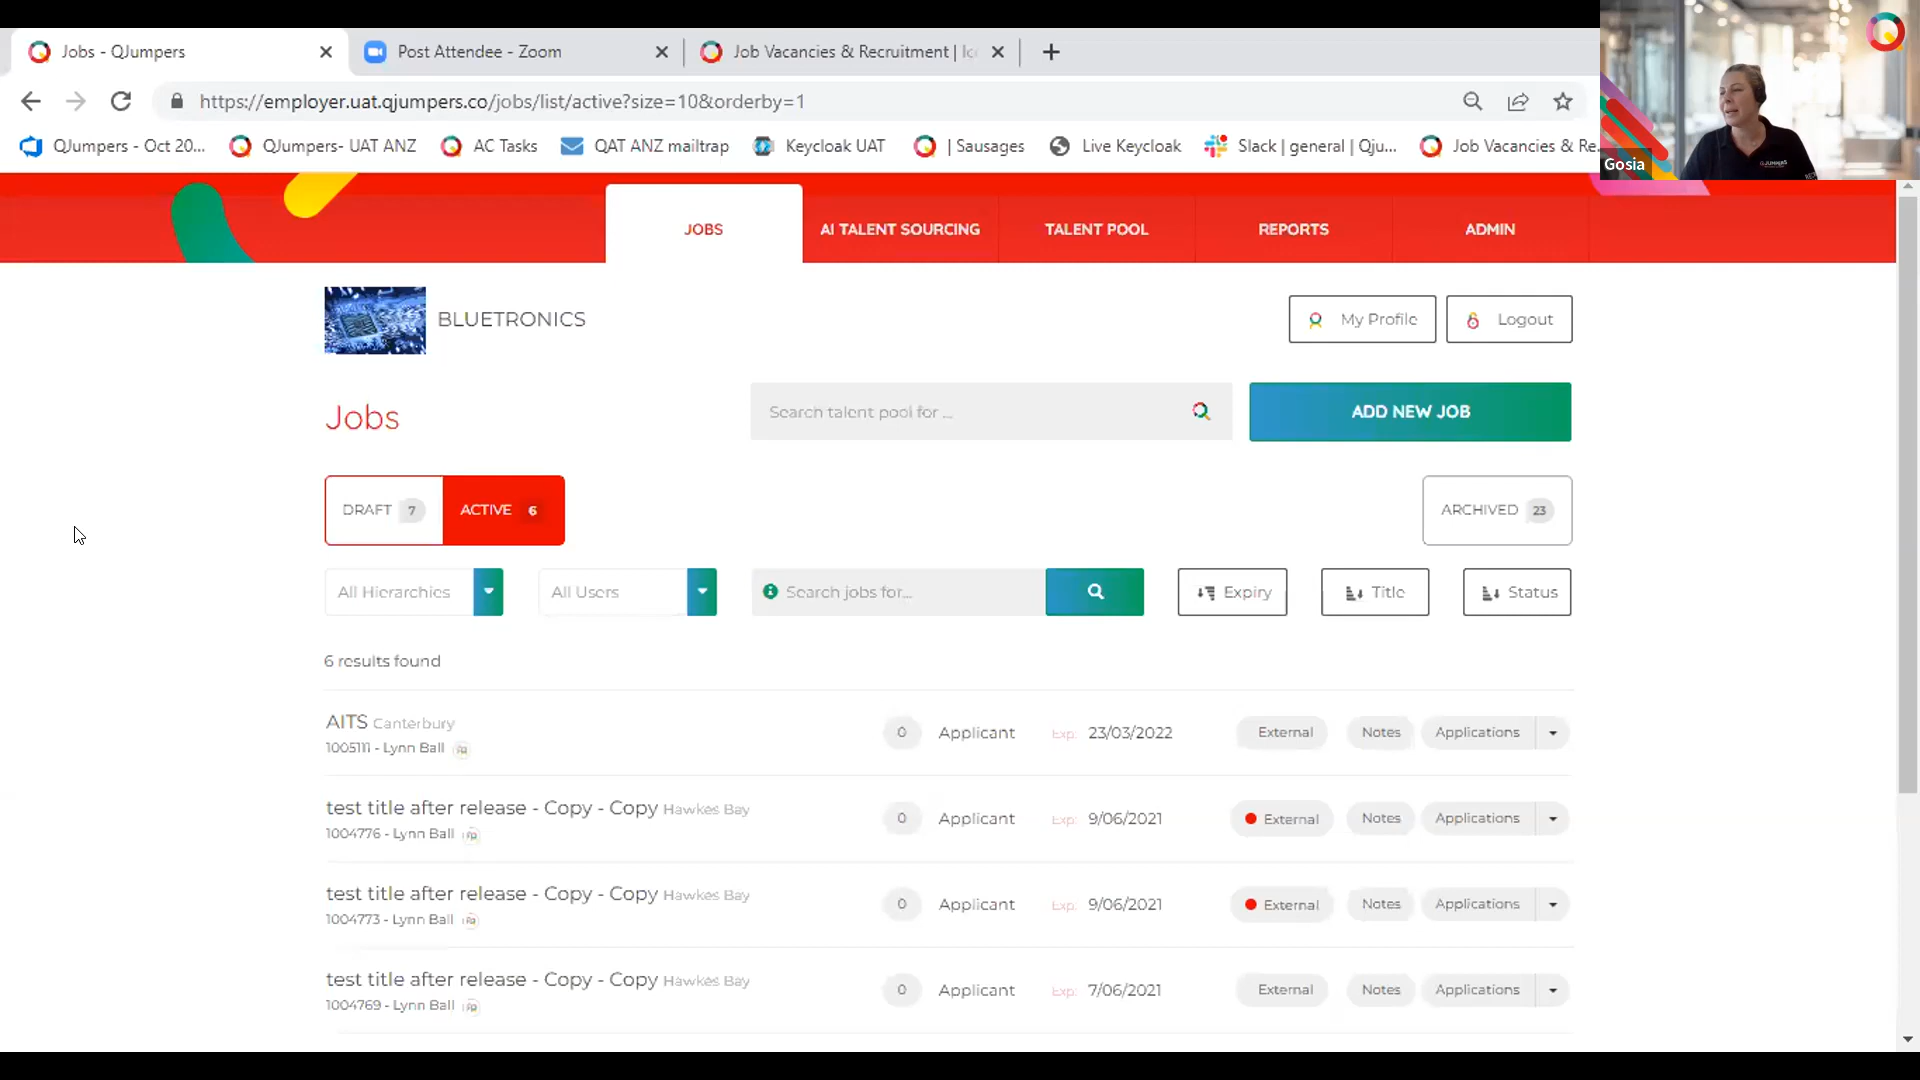 Jobs - QJumpers
Post Attendee - Zoom
Job Vacancies & Recruitment |
https://employer.uat.qjumpers.co/jobs/list/active?size=10&orderby=1
QJumpers - Oct 20...
QJumpers- UAT ANZ
AC Tasks
QAT ANZ mailtrap
Keycloak UAT
| Sausages
Live Keycloak
Slack | general | Qju...
Job Vacancies & Re
Gosia
JOBS
AI TALENT SOURCING
TALENT POOL
REPORTS
ADMIN
BLUETRONICS
My Profile
Logout
Jobs
Search talent pool for ...
ADD NEW JOB
DRAFT 7
ACTIVE 6
ARCHIVED 23
All Hierarchies
All Users
Search jobs for...
Expiry
Title
Status
6 results found
AITS Canterbury
0 Applicant Exp: 23/03/2022 External Notes Applications
1005111 - Lynn Ball
test title after release - Copy - Copy Hawkes Bay
0 Applicant Exp: 9/06/2021 External Notes Applications
1004776 - Lynn Ball
test title after release - Copy - Copy Hawkes Bay
0 Applicant Exp: 9/06/2021 External Notes Applications
1004773 - Lynn Ball
test title after release - Copy - Copy Hawkes Bay
0 Applicant Exp: 7/06/2021 External Notes Applications
1004769 - Lynn Ball